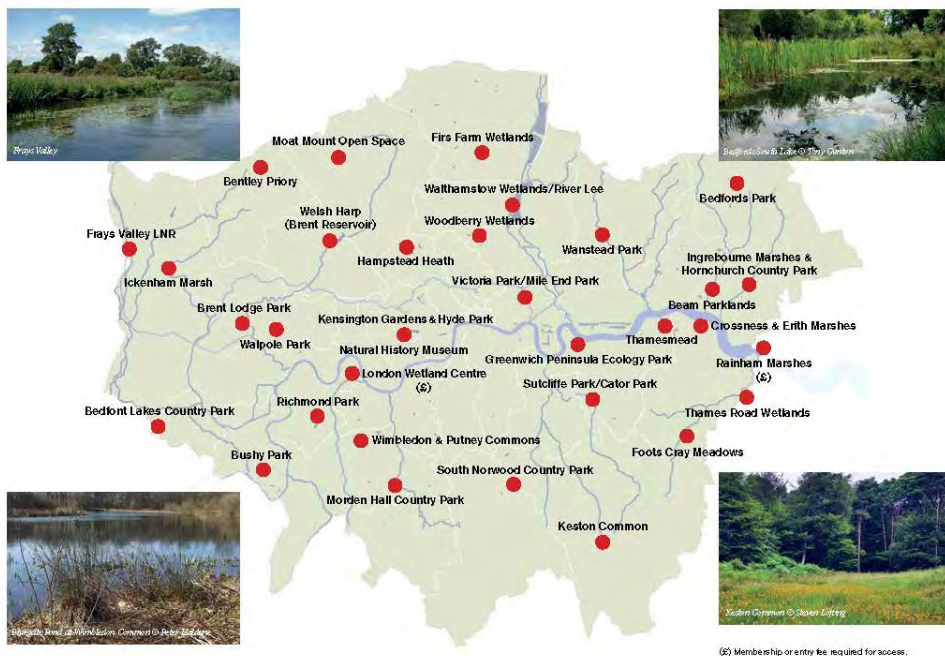 Frays Valley
Bedfords South Lake © Tony Gunton
Moat Mount Open Space
Firs Farm Wetlands
Bentley Priory
Walthamstow Wetlands/River Lee
Bedfords Park
Welsh Harp
(Brent Reservoir)
Woodberry Wetlands
Frays Valley LNR
Wanstead Park
Hampstead Heath
Ingrebourne Marshes &
Hornchurch Country Park
Ickenham Marsh
Victoria Park/Mile End Park
Beam Parklands
Brent Lodge Park
Kensington Gardens & Hyde Park
Crossness & Erith Marshes
Walpole Park
Thamesmead
Natural History Museum
Greenwich Peninsula Ecology Park
Rainham Marshes
(£)
London Wetland Centre
(£)
Sutcliffe Park/Cator Park
Richmond Park
Bedfont Lakes Country Park
Thames Road Wetlands
Wimbledon & Putney Commons
Foots Cray Meadows
Bushy Park
South Norwood Country Park
Morden Hall Country Park
Keston Common
Pond at Wimbledon Common © Peter
Keston Common © Steven Lofting
(£) Membership or entry fee required for access.